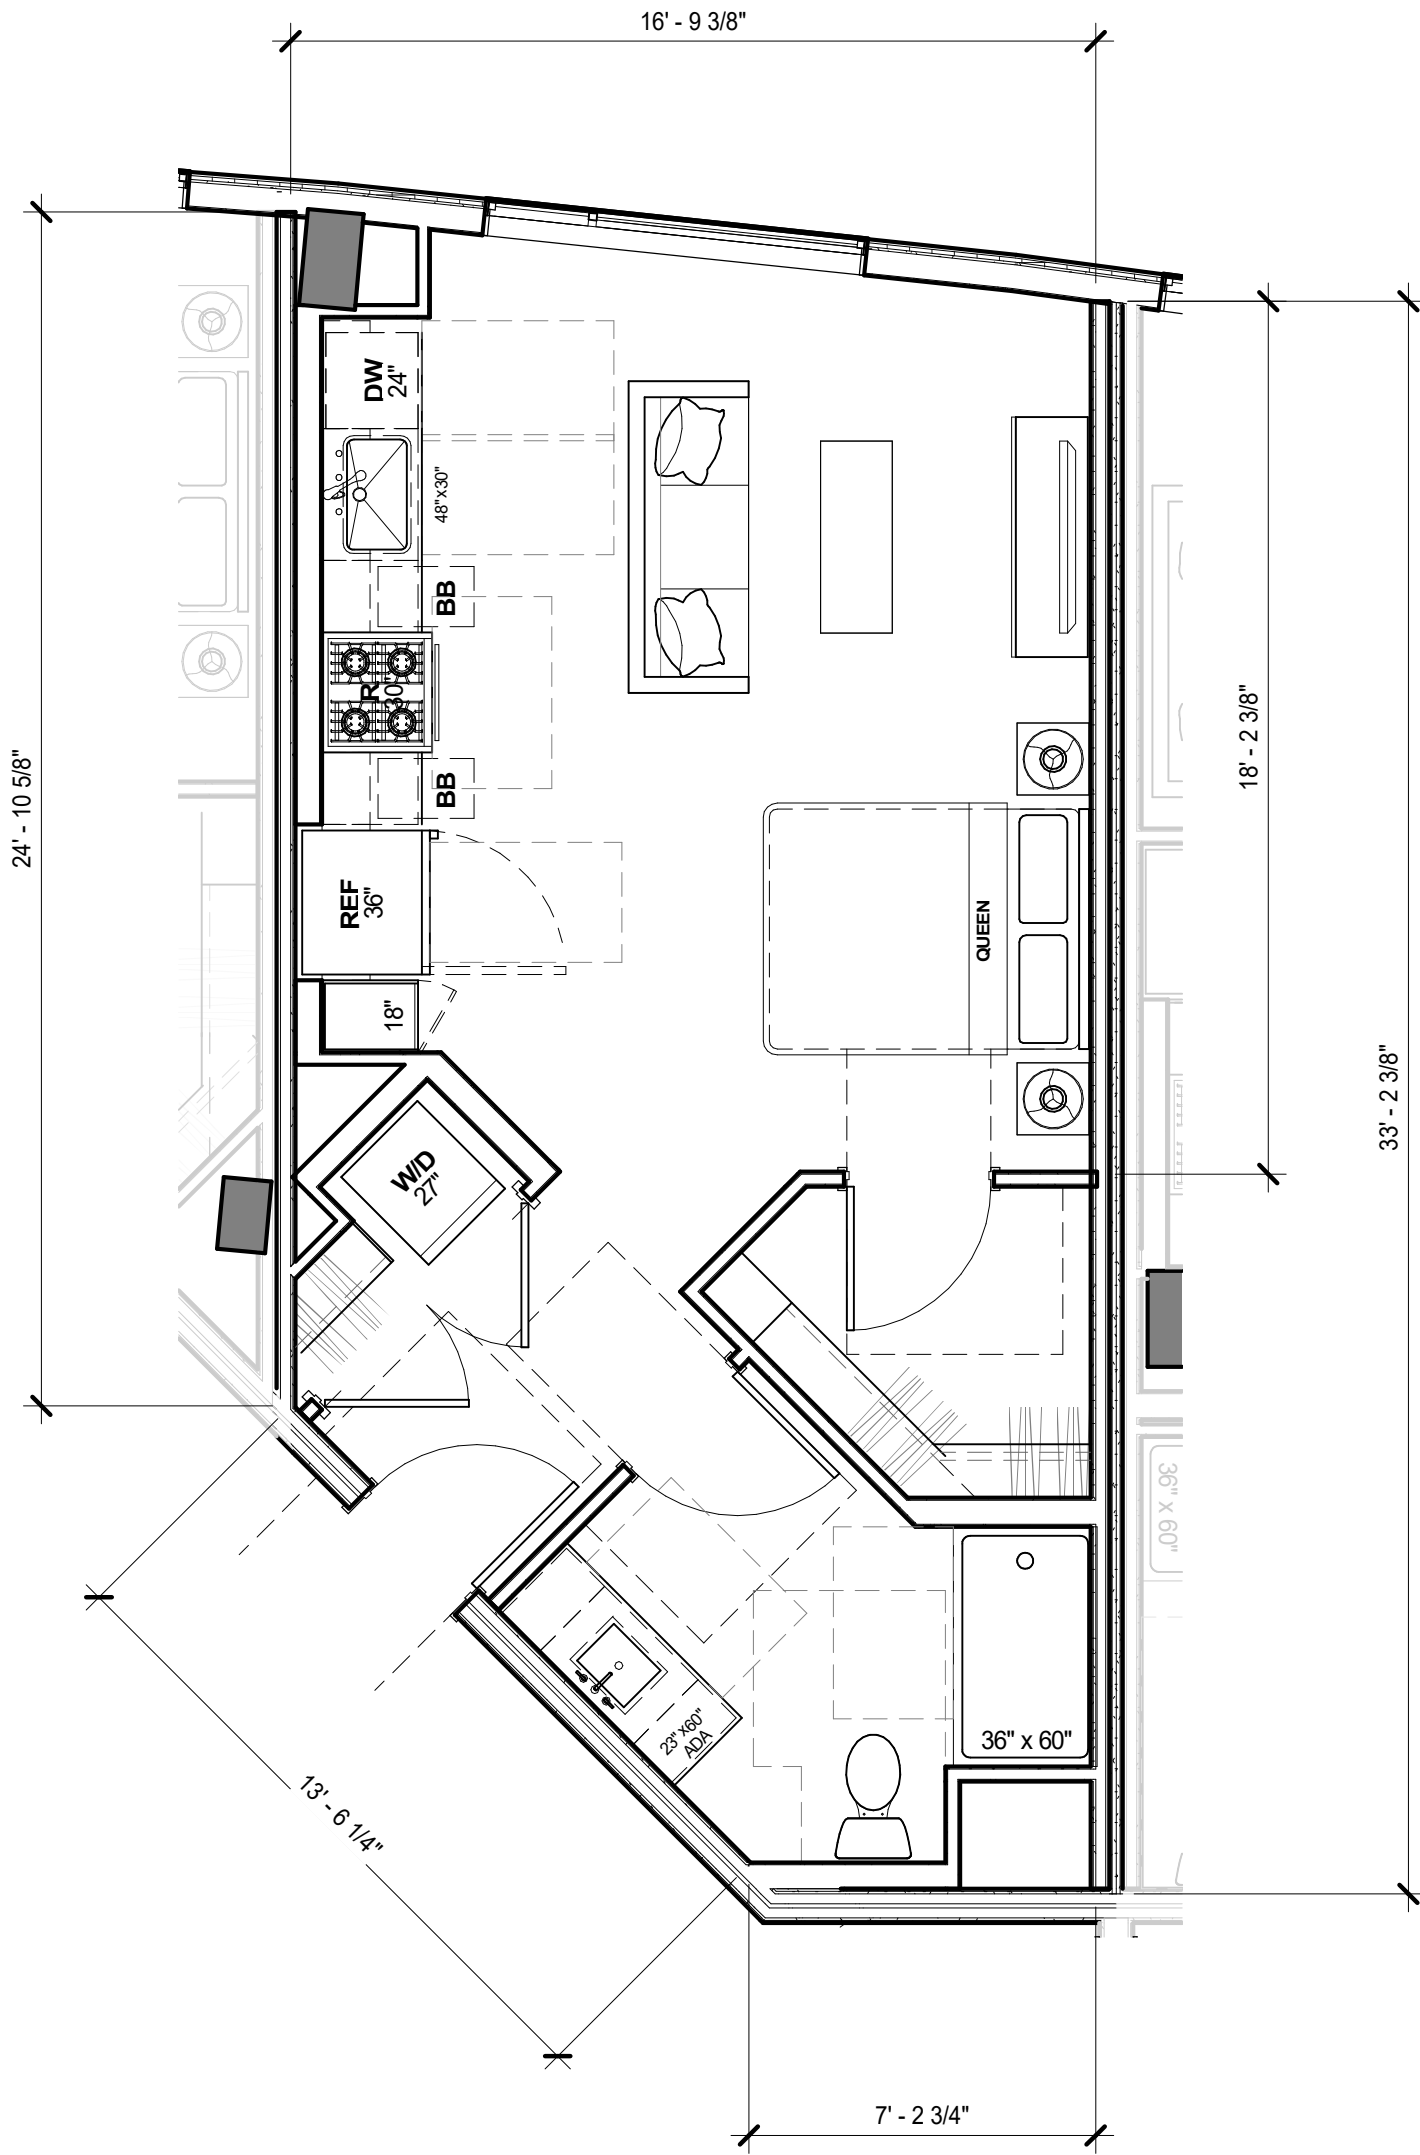 16' - 9 3/8"
DW
24"
48"x30"
BB
R
30"
BB
24' - 10 5/8"
18' - 2 3/8"
REF
36"
QUEEN
18"
33' - 2 3/8"
W/D
27"
36" x 60"
23"X60"
ADA
36" x 60"
13' - 6 1/4"
7' - 2 3/4"